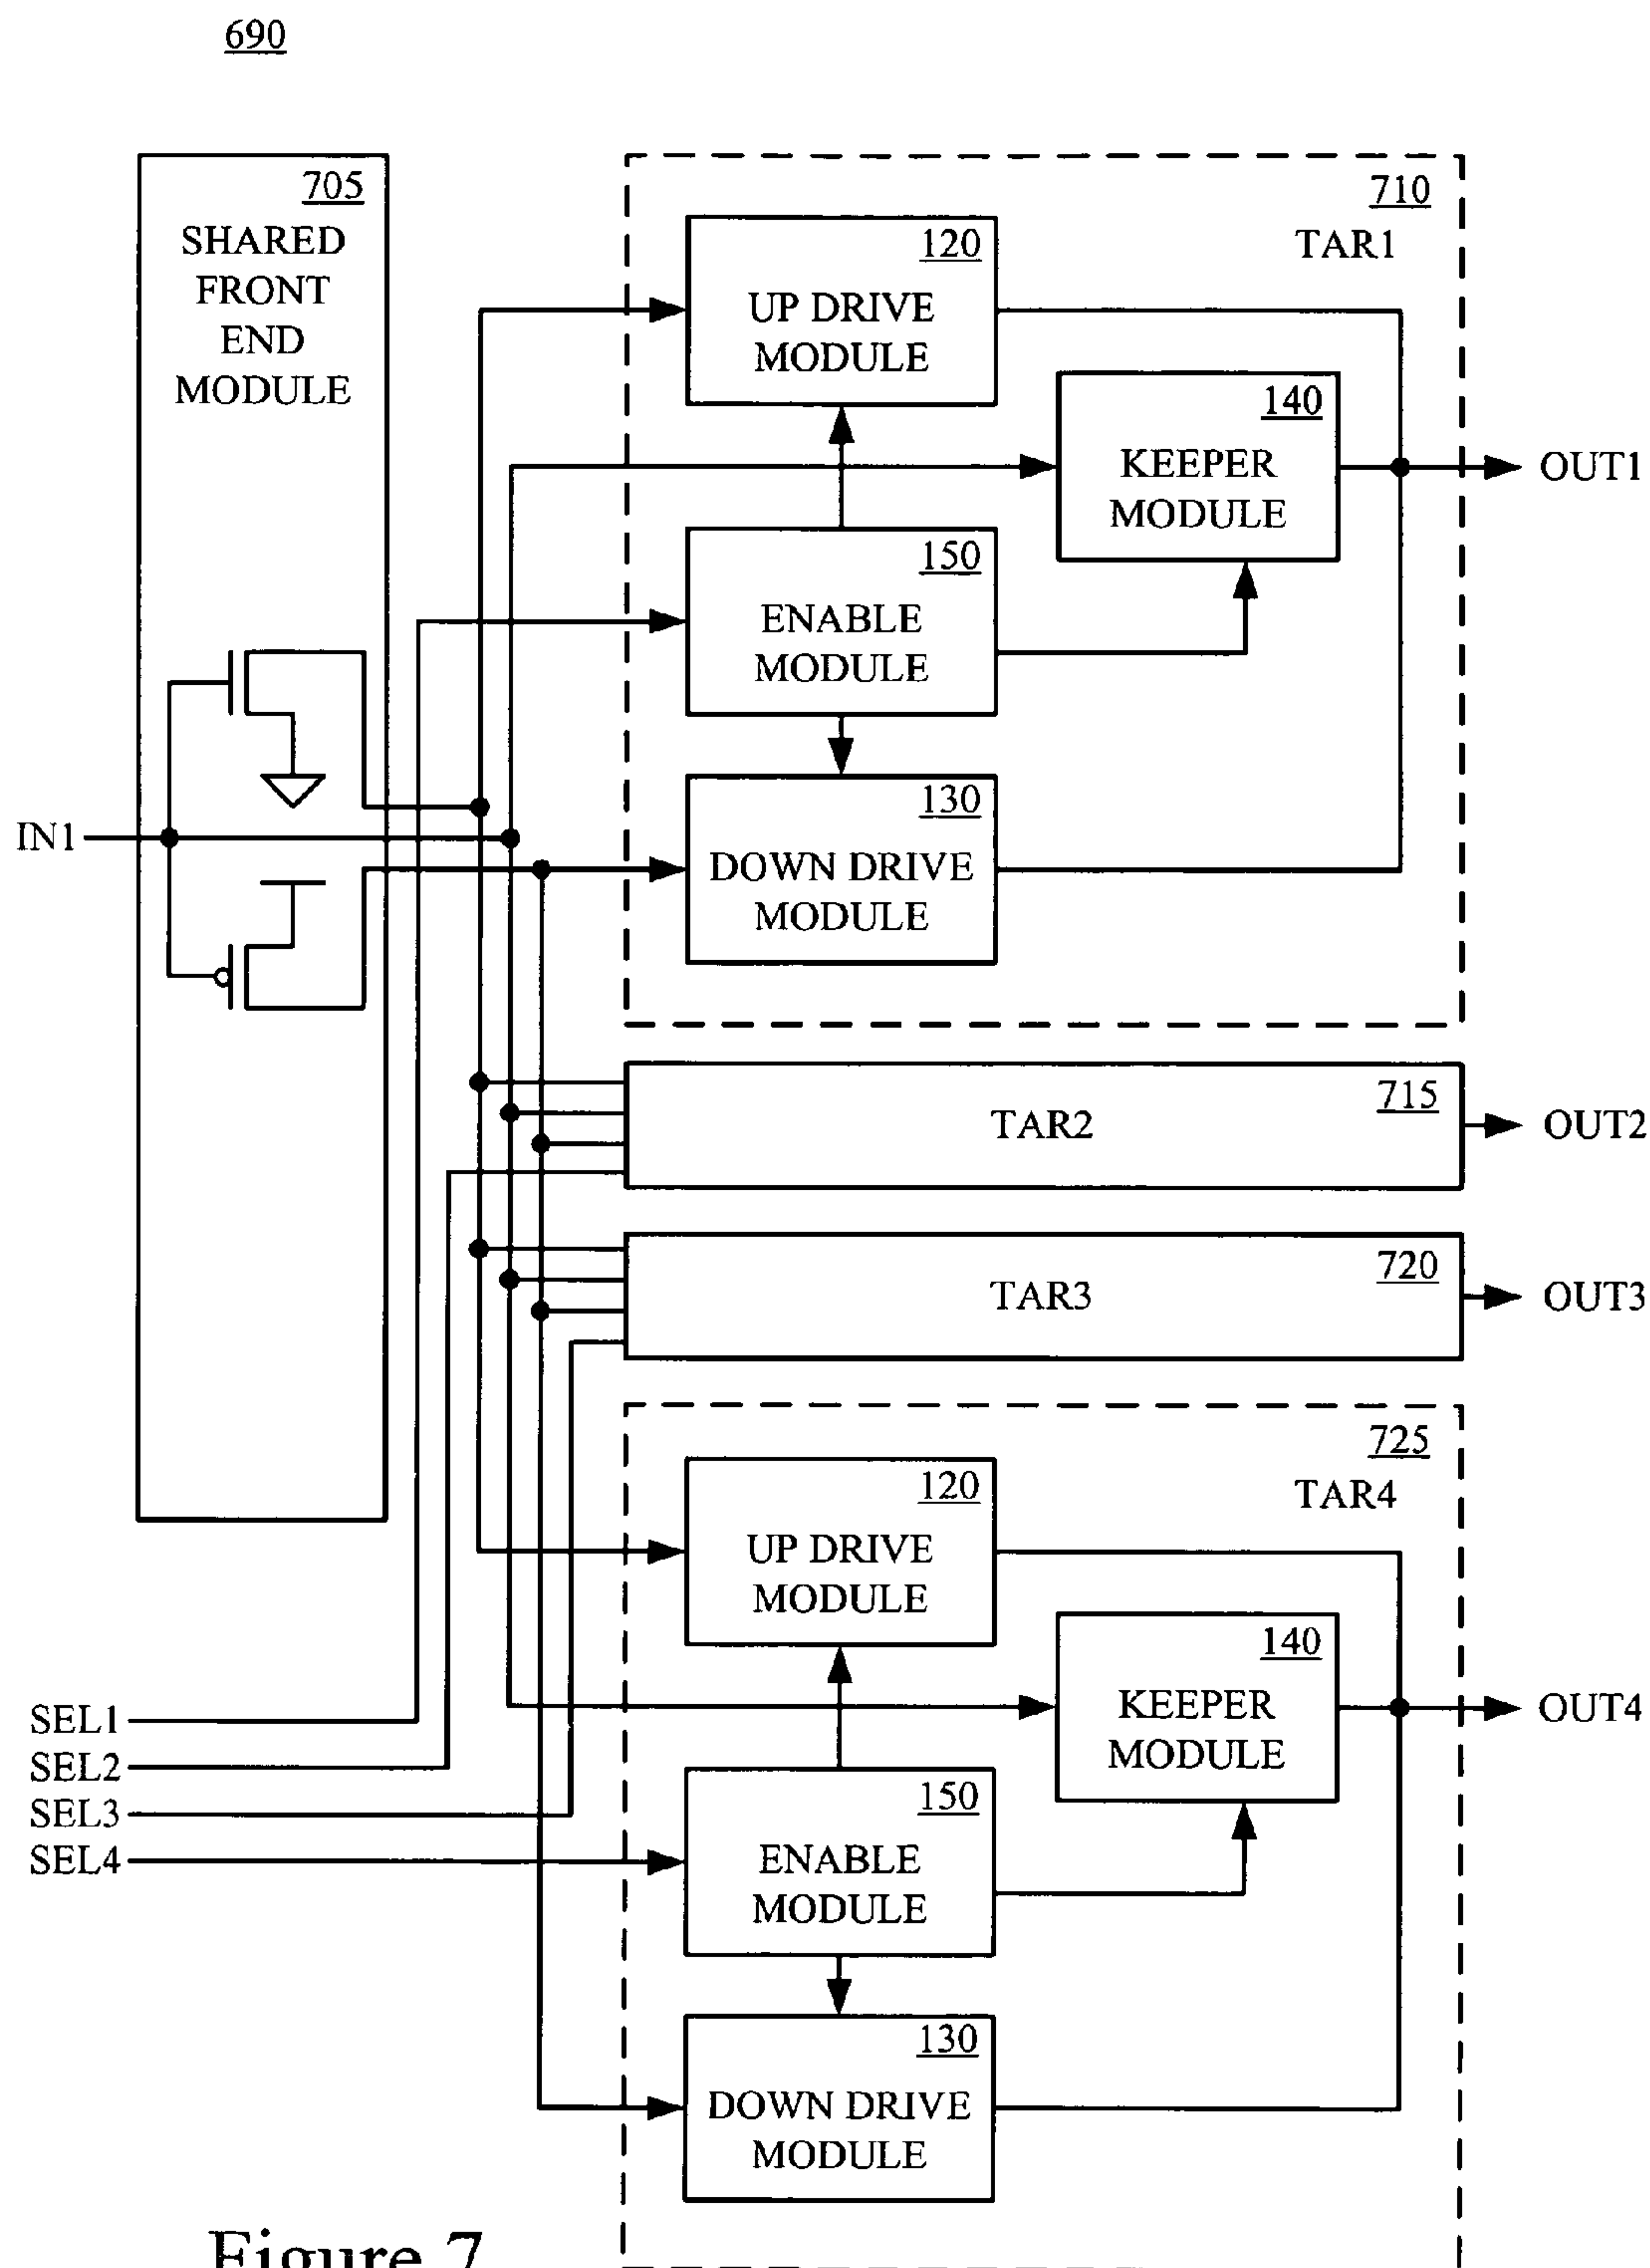 690
705
SHARED
FRONT
END
MODULE
710
TAR1
120
UP DRIVE
MODULE
140
KEEPER
MODULE
OUT1
150
ENABLE
MODULE
130
DOWN DRIVE
MODULE
IN1
715
TAR2
OUT2
720
TAR3
OUT3
725
TAR4
120
UP DRIVE
MODULE
140
KEEPER
MODULE
OUT4
SEL1
SEL2
SEL3
SEL4
150
ENABLE
MODULE
130
DOWN DRIVE
MODULE
Figure 7